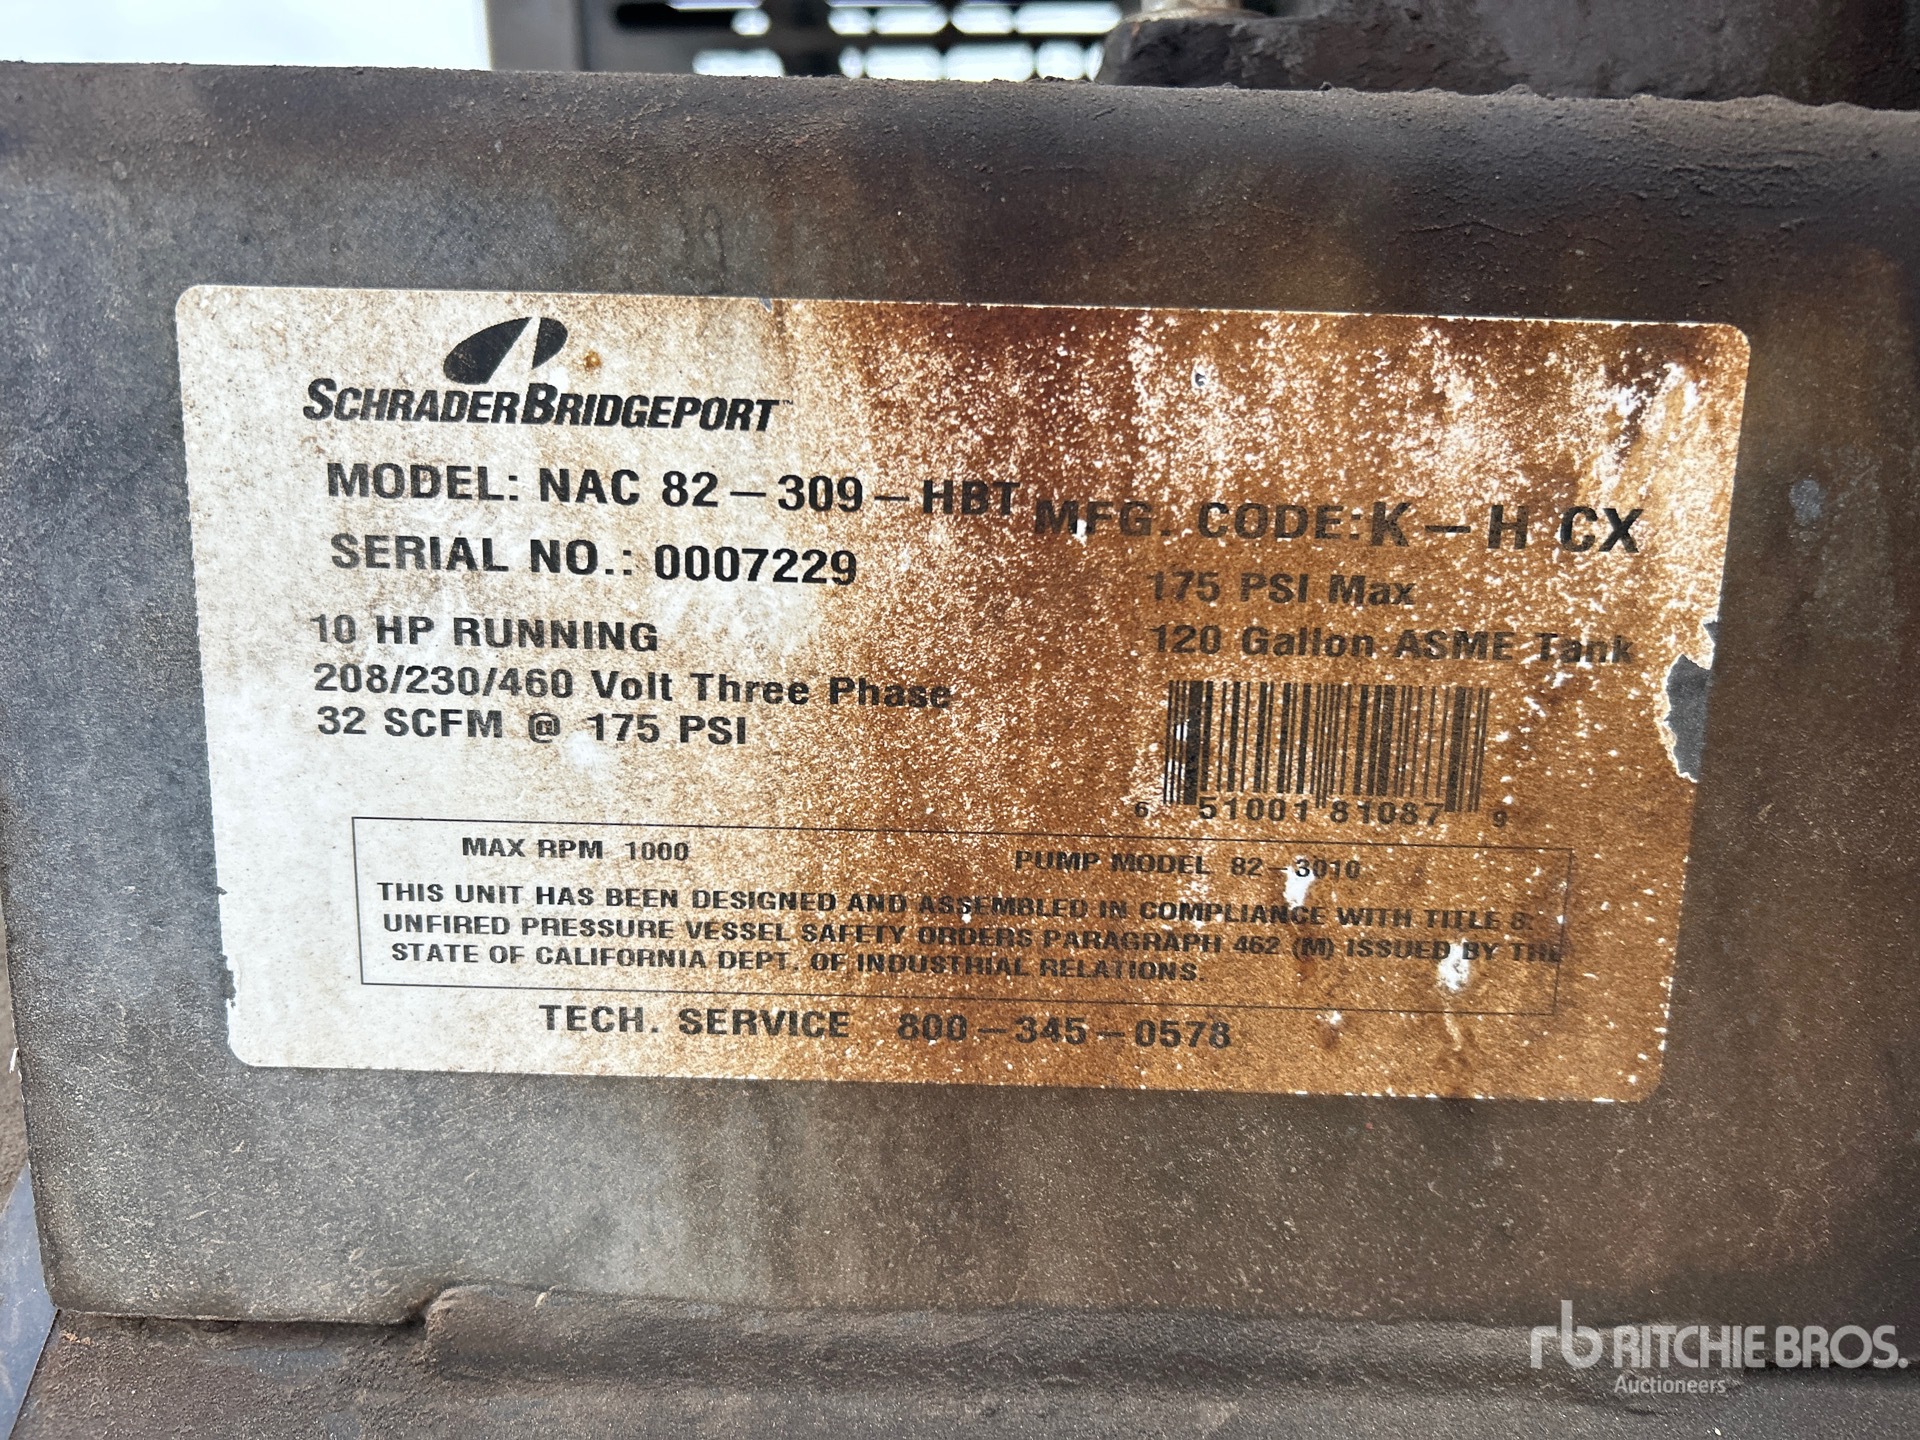 SCHRADERBRIDGEPORT™
MODEL: NAC 82-309-HBT MFG. CODE: K-H CX
SERIAL NO.: 0007229
175 PSI Max
10 HP RUNNING
120 Gallon ASME Tank
208/230/460 Volt Three Phase
32 SCFM @ 175 PSI
6 51001 81087 9
MAX RPM 1000
PUMP MODEL 82-3010
THIS UNIT HAS BEEN DESIGNED AND ASSEMBLED IN COMPLIANCE WITH TITLE 8:
UNFIRED PRESSURE VESSEL SAFETY ORDERS PARAGRAPH 462 (M) ISSUED BY THE
STATE OF CALIFORNIA DEPT. OF INDUSTRIAL RELATIONS.
TECH. SERVICE 800-345-0578
rb RITCHIE BROS.
Auctioneers